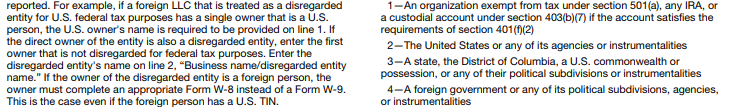 reported. For example, if a foreign LLC that is treated as a disregarded
entity for U.S. federal tax purposes has a single owner that is a U.S.
person, the U.S. owner's name is required to be provided on line 1. If
the direct owner of the entity is also a disregarded entity, enter the first
owner that is not disregarded for federal tax purposes. Enter the
disregarded entity's name on line 2, "Business name/disregarded entity
name." If the owner of the disregarded entity is a foreign person, the
owner must complete an appropriate Form W-8 instead of a Form W-9.
This is the case even if the foreign person has a U.S. TIN.
1—An organization exempt from tax under section 501(a), any IRA, or
a custodial account under section 403(b)(7) if the account satisfies the
requirements of section 401(f)(2)
2—The United States or any of its agencies or instrumentalities
3—A state, the District of Columbia, a U.S. commonwealth or
possession, or any of their political subdivisions or instrumentalities
4—A foreign government or any of its political subdivisions, agencies,
or instrumentalities